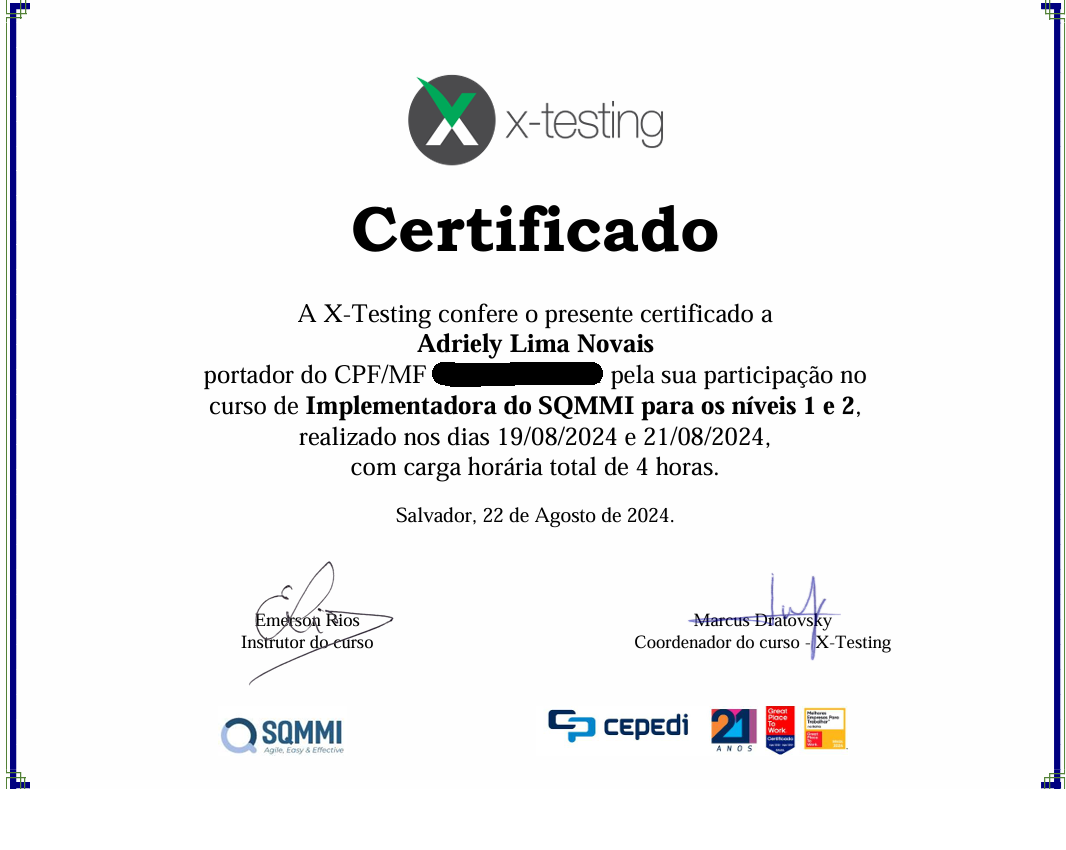 x-testing
Certificado
A X-Testing confere o presente certificado a
Adriely Lima Novais
portador do CPF/MF pela sua participação no
curso de Implementadora do SQMMI para os níveis 1 e 2,
realizado nos dias 19/08/2024 e 21/08/2024,
com carga horária total de 4 horas.
Salvador, 22 de Agosto de 2024.
Emerson Rios
Instrutor do curso
Marcus Dratovsky
Coordenador do curso - X-Testing
SQMMI
Agile, Easy & Effective
cepedi
21
ANOS
Great
Place
To
Work
Certificada
Melhores
Empresas Para
Trabalhar
Great
Place
To
Work